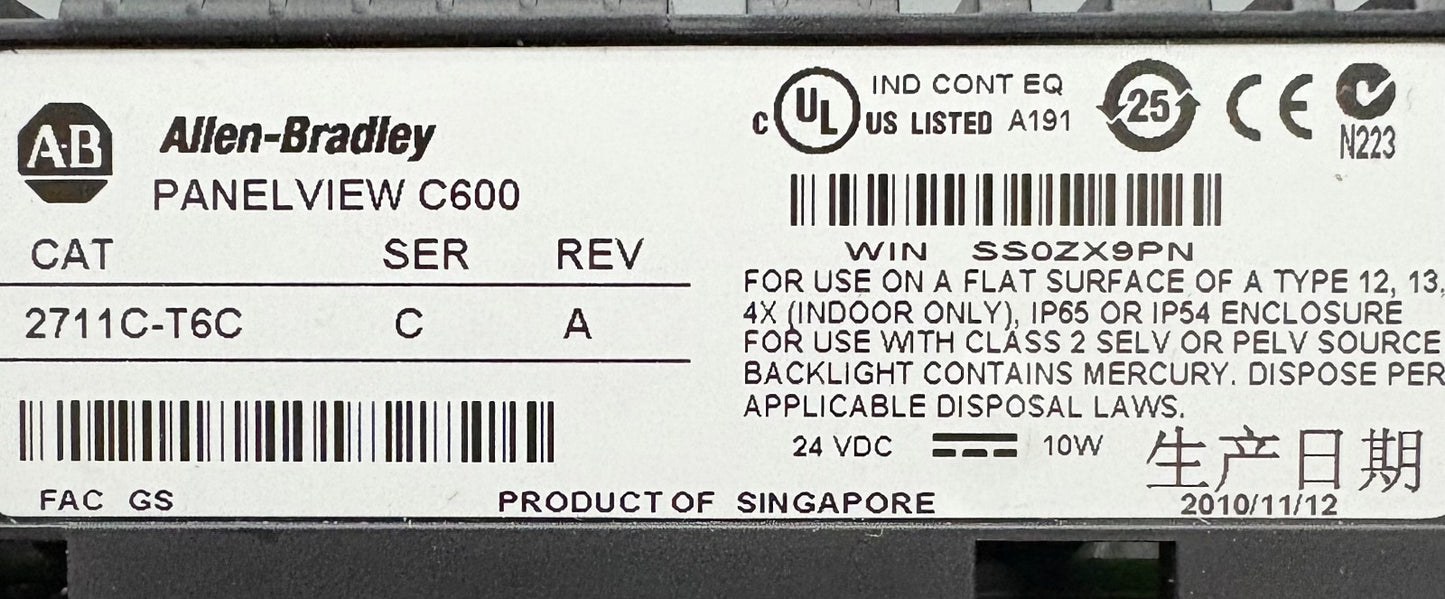 A·B
Allen-Bradley
PANELVIEW C600
CAT SER REV
2711C-T6C C A
FAC GS
PRODUCT OF SINGAPORE
C UL US LISTED
IND CONT EQ
A191
25
CE
N223
WIN SS0ZX9PN
FOR USE ON A FLAT SURFACE OF A TYPE 12, 13,
4X (INDOOR ONLY), IP65 OR IP54 ENCLOSURE
FOR USE WITH CLASS 2 SELV OR PELV SOURCE
BACKLIGHT CONTAINS MERCURY. DISPOSE PER
APPLICABLE DISPOSAL LAWS.
24 VDC 10W
生产日期
2010/11/12